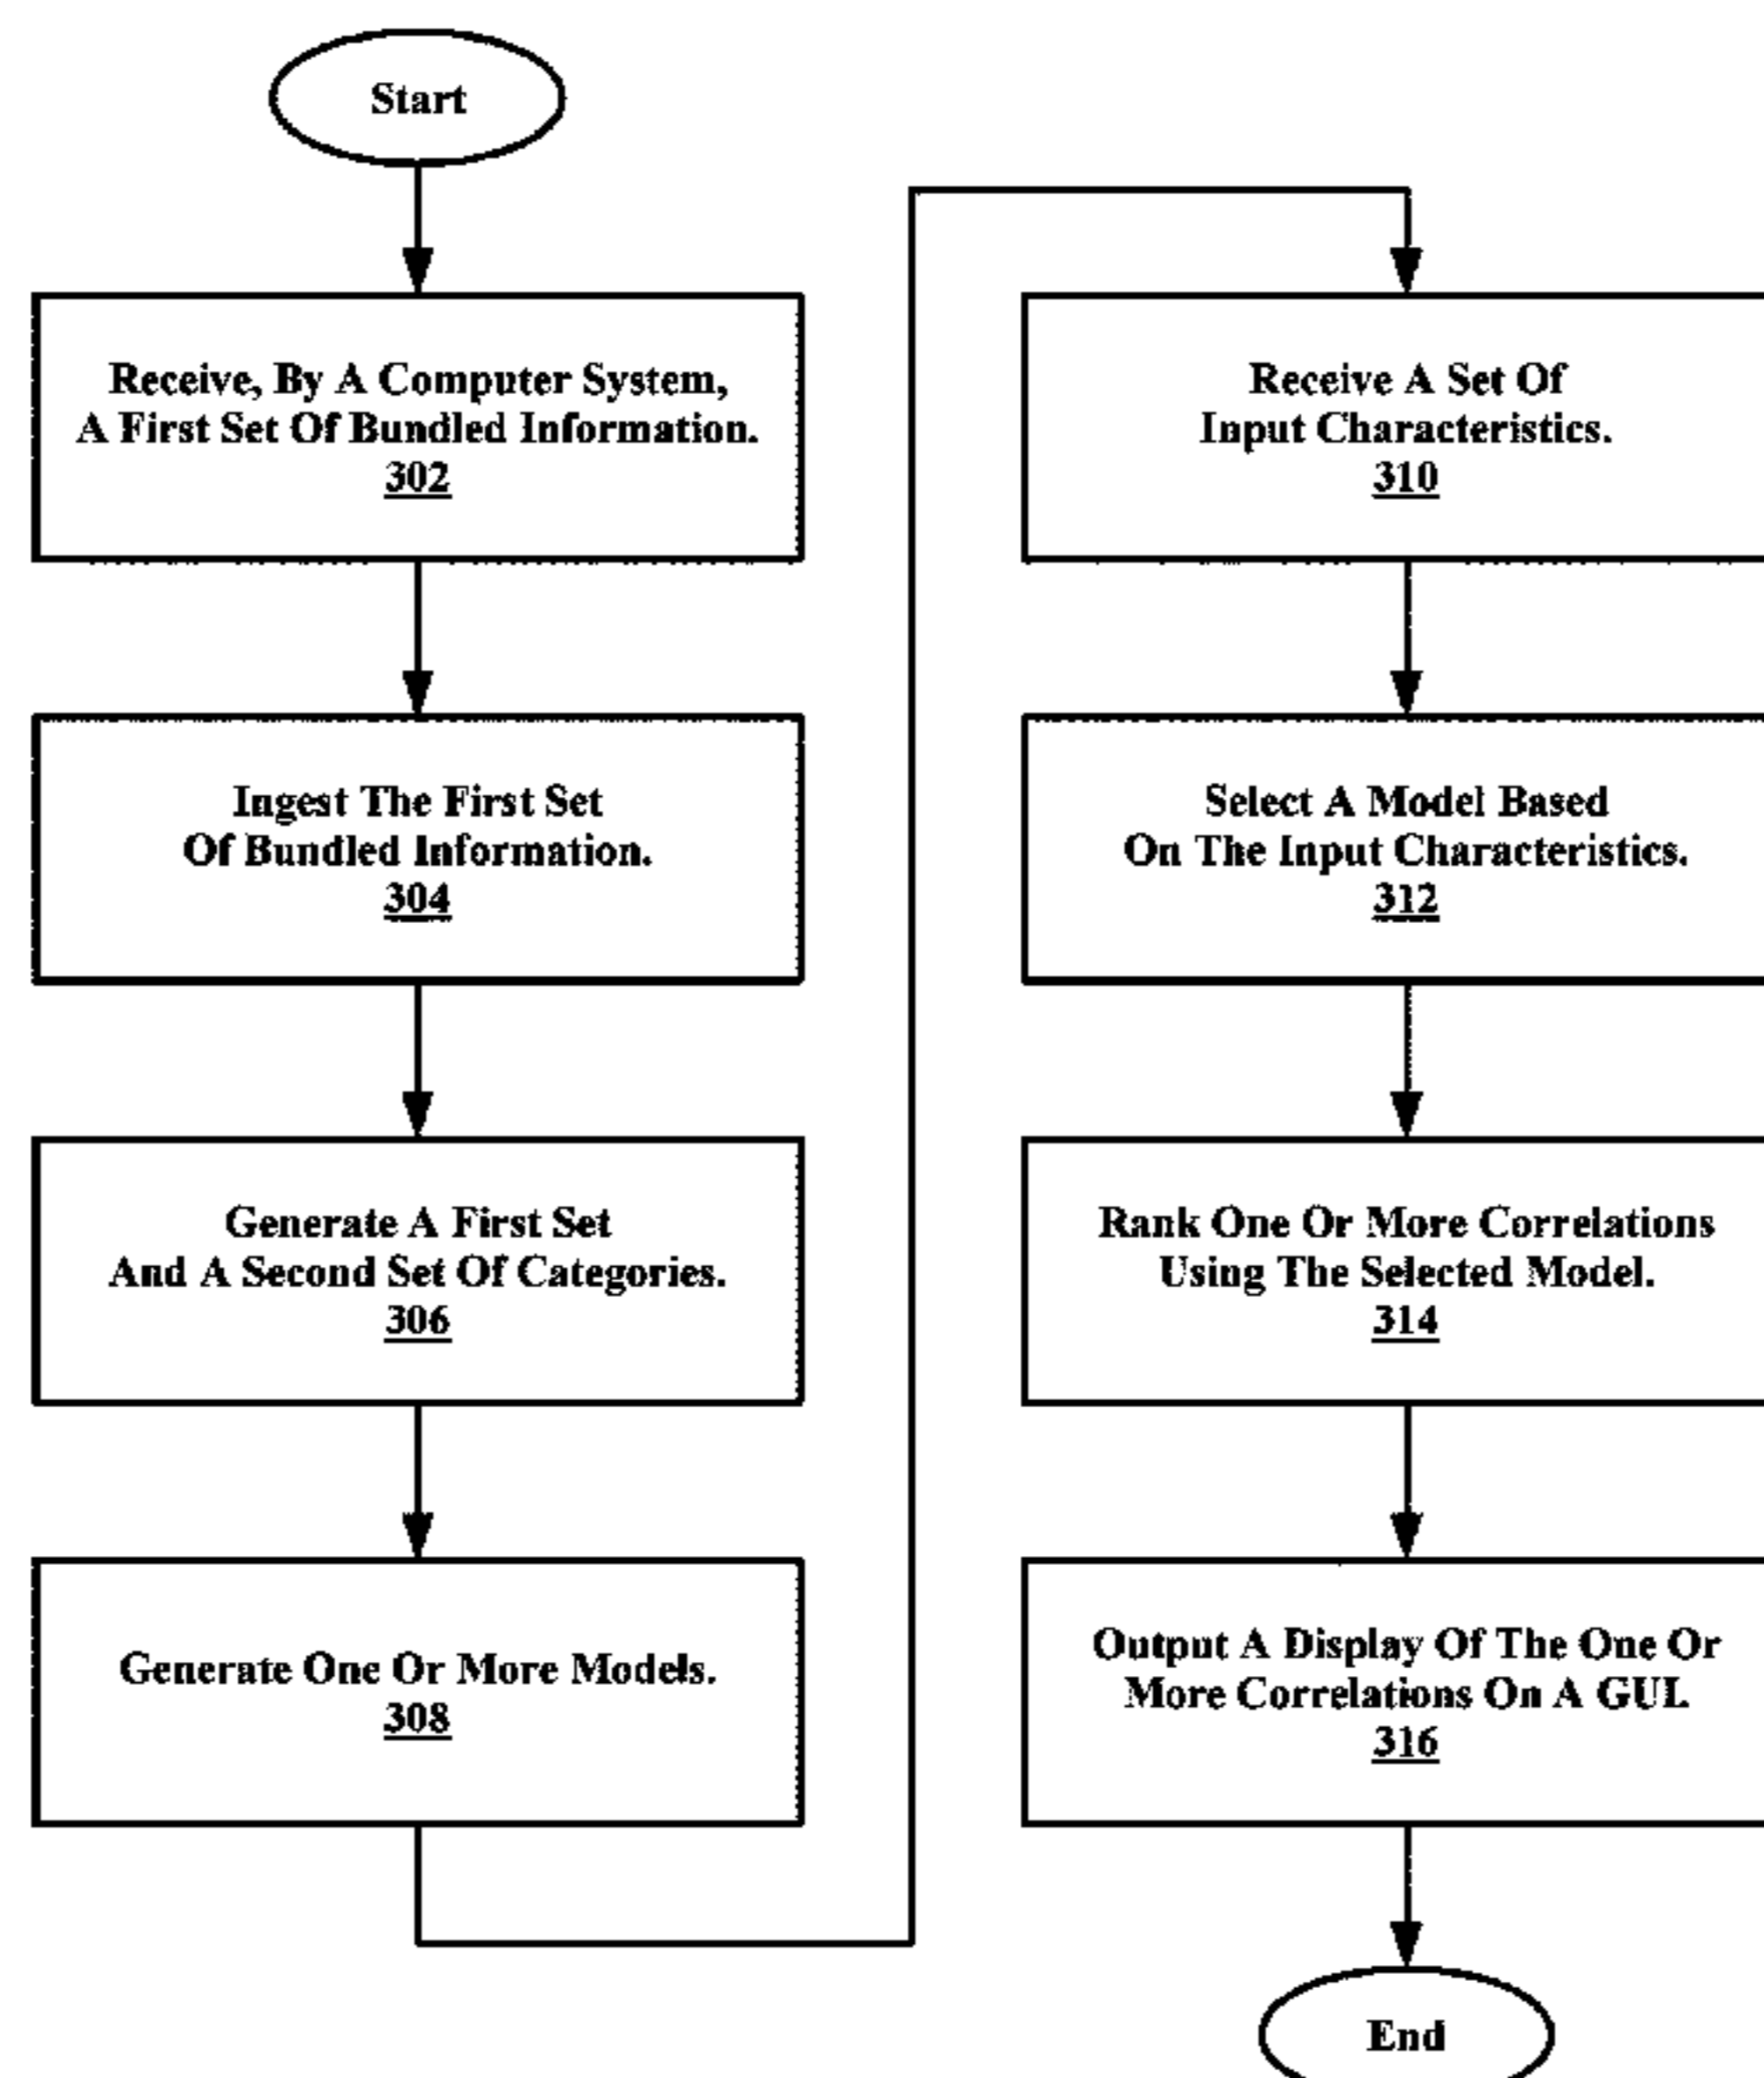 Start
Receive, By A Computer System,
A First Set Of Bundled Information.
302
Ingest The First Set
Of Bundled Information.
304
Generate A First Set
And A Second Set Of Categories.
306
Generate One Or More Models.
308
Receive A Set Of
Input Characteristics.
310
Select A Model Based
On The Input Characteristics.
312
Rank One Or More Correlations
Using The Selected Model.
314
Output A Display Of The One Or
More Correlations On A GUI.
316
End